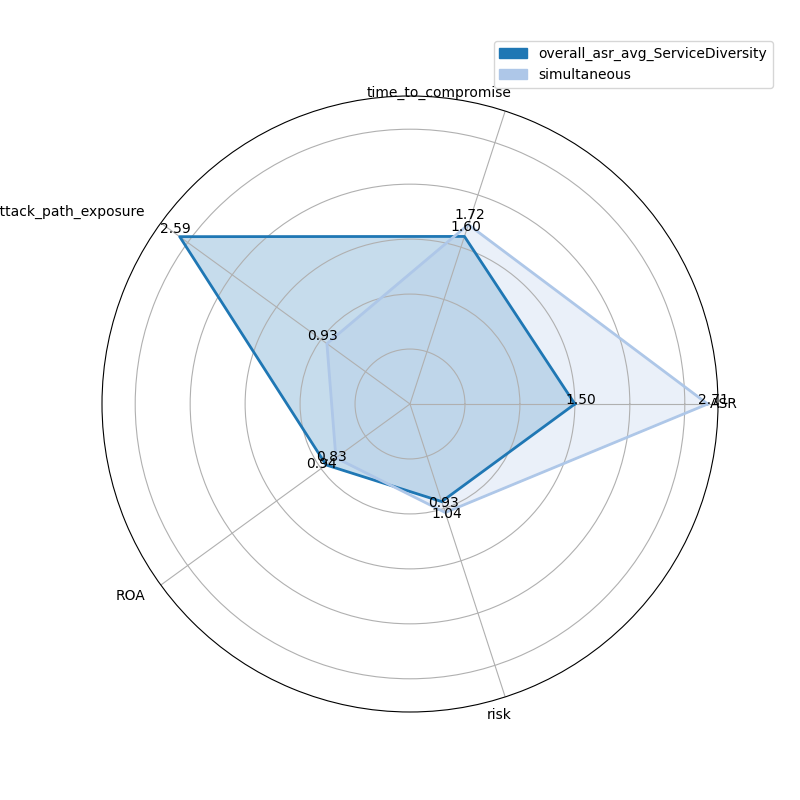 overall_asr_avg_ServiceDiversity
simultaneous
time_to_compromise
ttack_path_exposure
2.59
1.72
1.60
0.93
1.50
2.71
ASR
0.83
0.94
0.93
1.04
ROA
risk